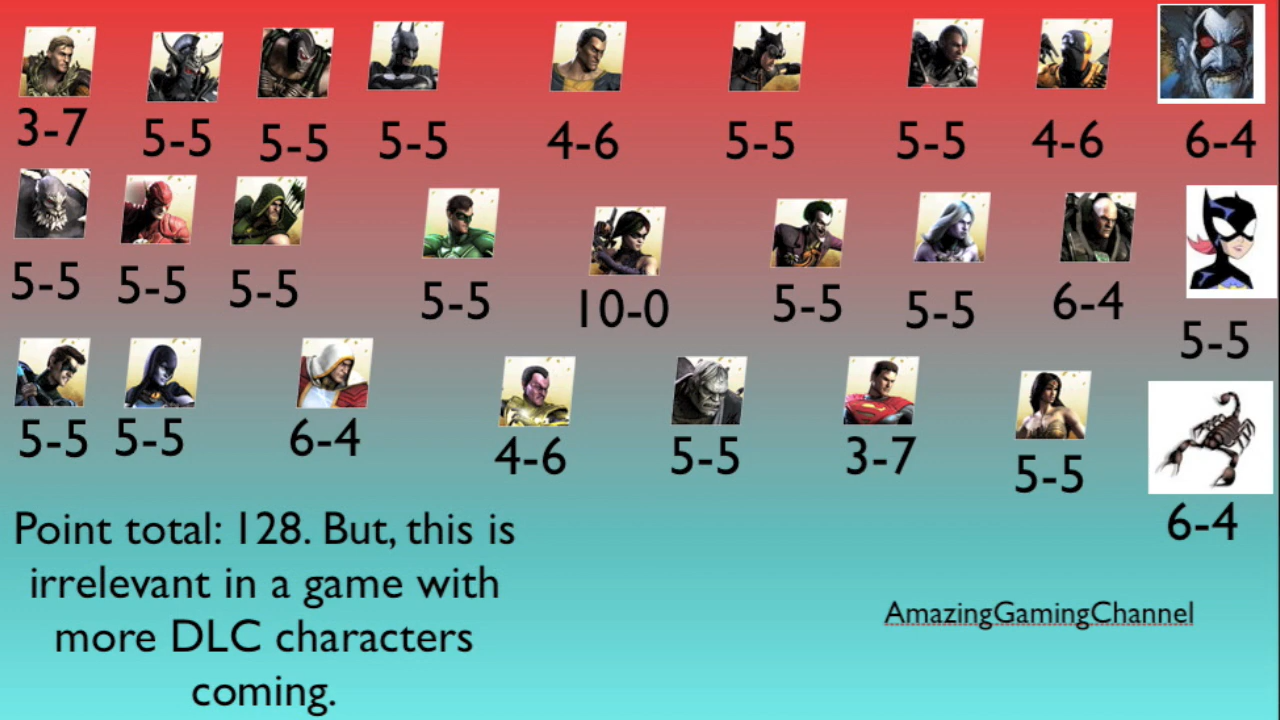 3-7 5-5 5-5 5-5 4-6 5-5 5-5 4-6 6-4
5-5 5-5 5-5 5-5 10-0 5-5 5-5 6-4 5-5
5-5 5-5 6-4 4-6 5-5 3-7 5-5 6-4
Point total: 128. But, this is
irrelevant in a game with
more DLC characters
coming.
AmazingGamingChannel